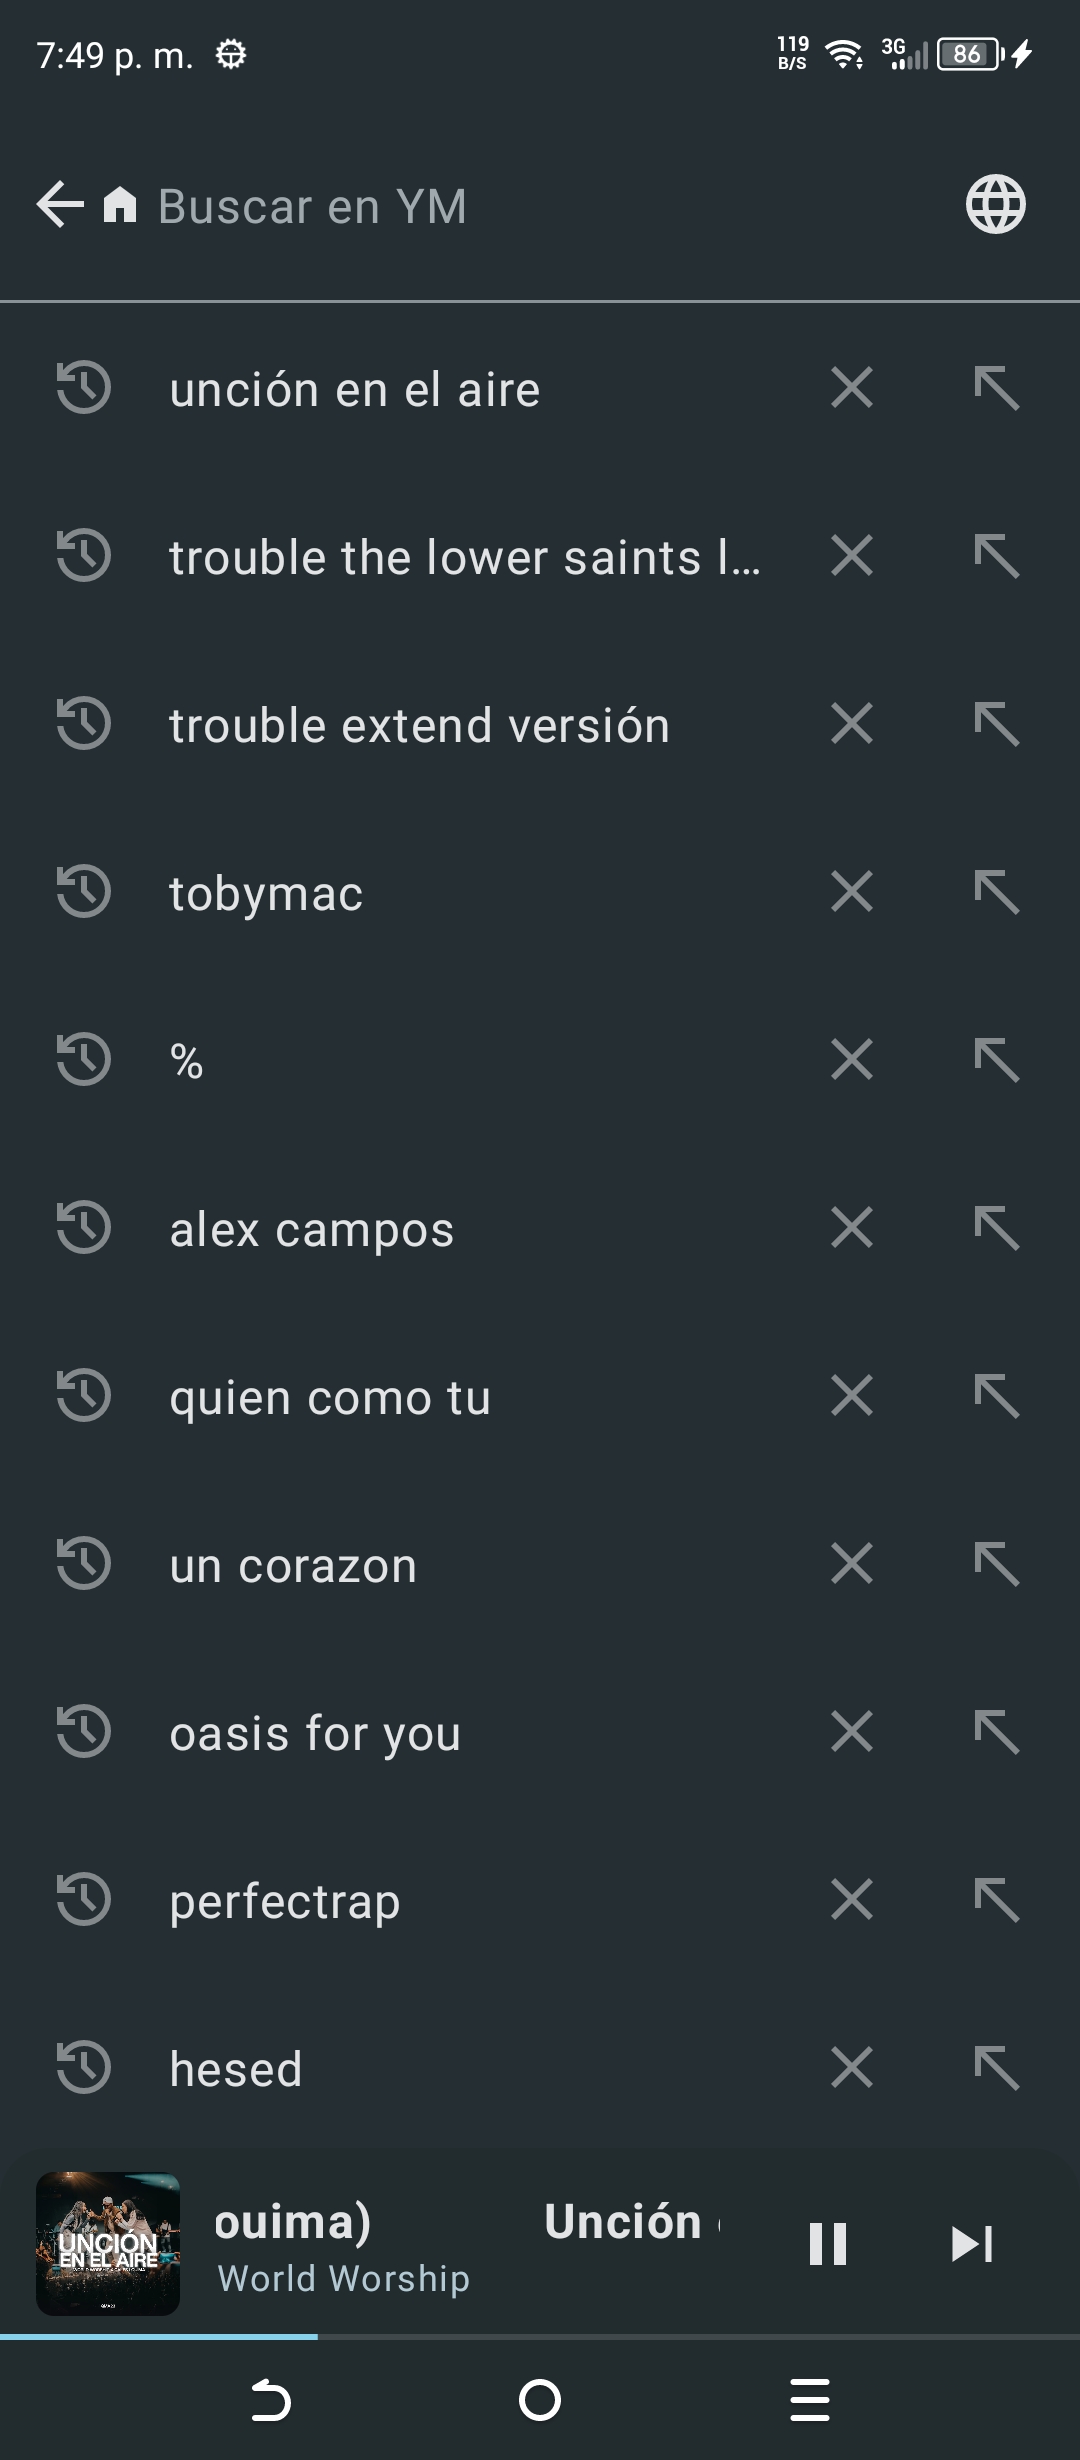 7:49 p. m.
119
B/S
3G
86
Buscar en YM
unción en el aire
trouble the lower saints l...
trouble extend versión
tobymac
%
alex campos
quien como tu
un corazon
oasis for you
perfectrap
hesed
UNCIÓN
EN EL AIRE
ouima)
Unción
World Worship